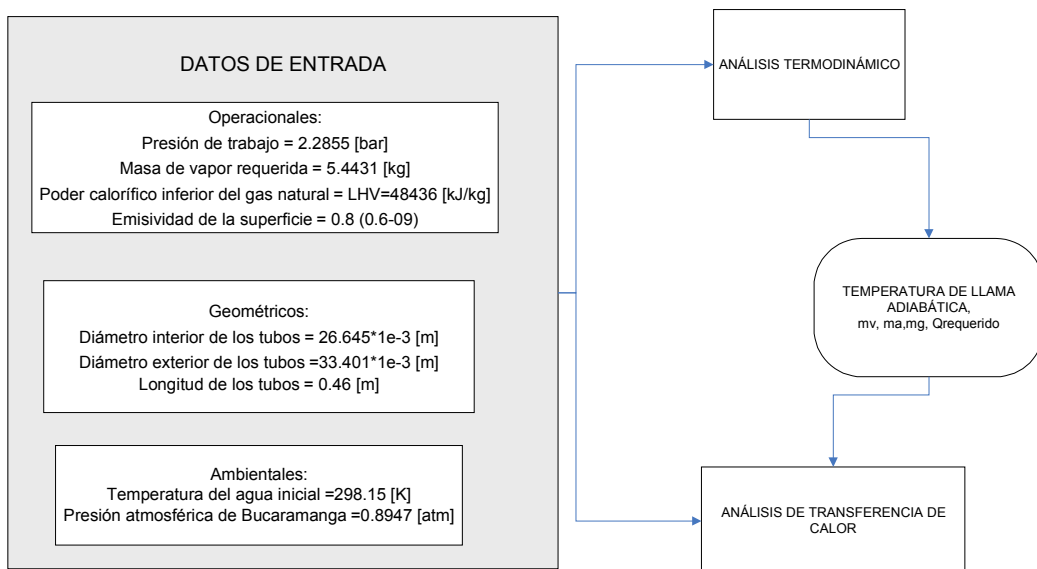 DATOS DE ENTRADA
Operacionales:
Presión de trabajo = 2.2855 [bar]
Masa de vapor requerida = 5.4431 [kg]
Poder calorífico inferior del gas natural = LHV=48436 [kJ/kg]
Emisividad de la superficie = 0.8 (0.6-09)
Geométricos:
Diámetro interior de los tubos = 26.645*1e-3 [m]
Diámetro exterior de los tubos =33.401*1e-3 [m]
Longitud de los tubos = 0.46 [m]
Ambientales:
Temperatura del agua inicial =298.15 [K]
Presión atmosférica de Bucaramanga =0.8947 [atm]
ANÁLISIS TERMODINÁMICO
TEMPERATURA DE LLAMA
ADIABÁTICA,
mv, ma,mg, Qrequerido
ANÁLISIS DE TRANSFERENCIA DE
CALOR